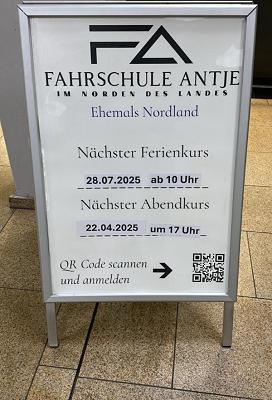 FA
FAHRSCHULE ANTJE
IM NORDEN DES LANDES
Ehemals Nordland
Nächster Ferienkurs
28.07.2025 ab 10 Uhr
Nächster Abendkurs
22.04.2025 um 17 Uhr
QR Code scannen
und anmelden